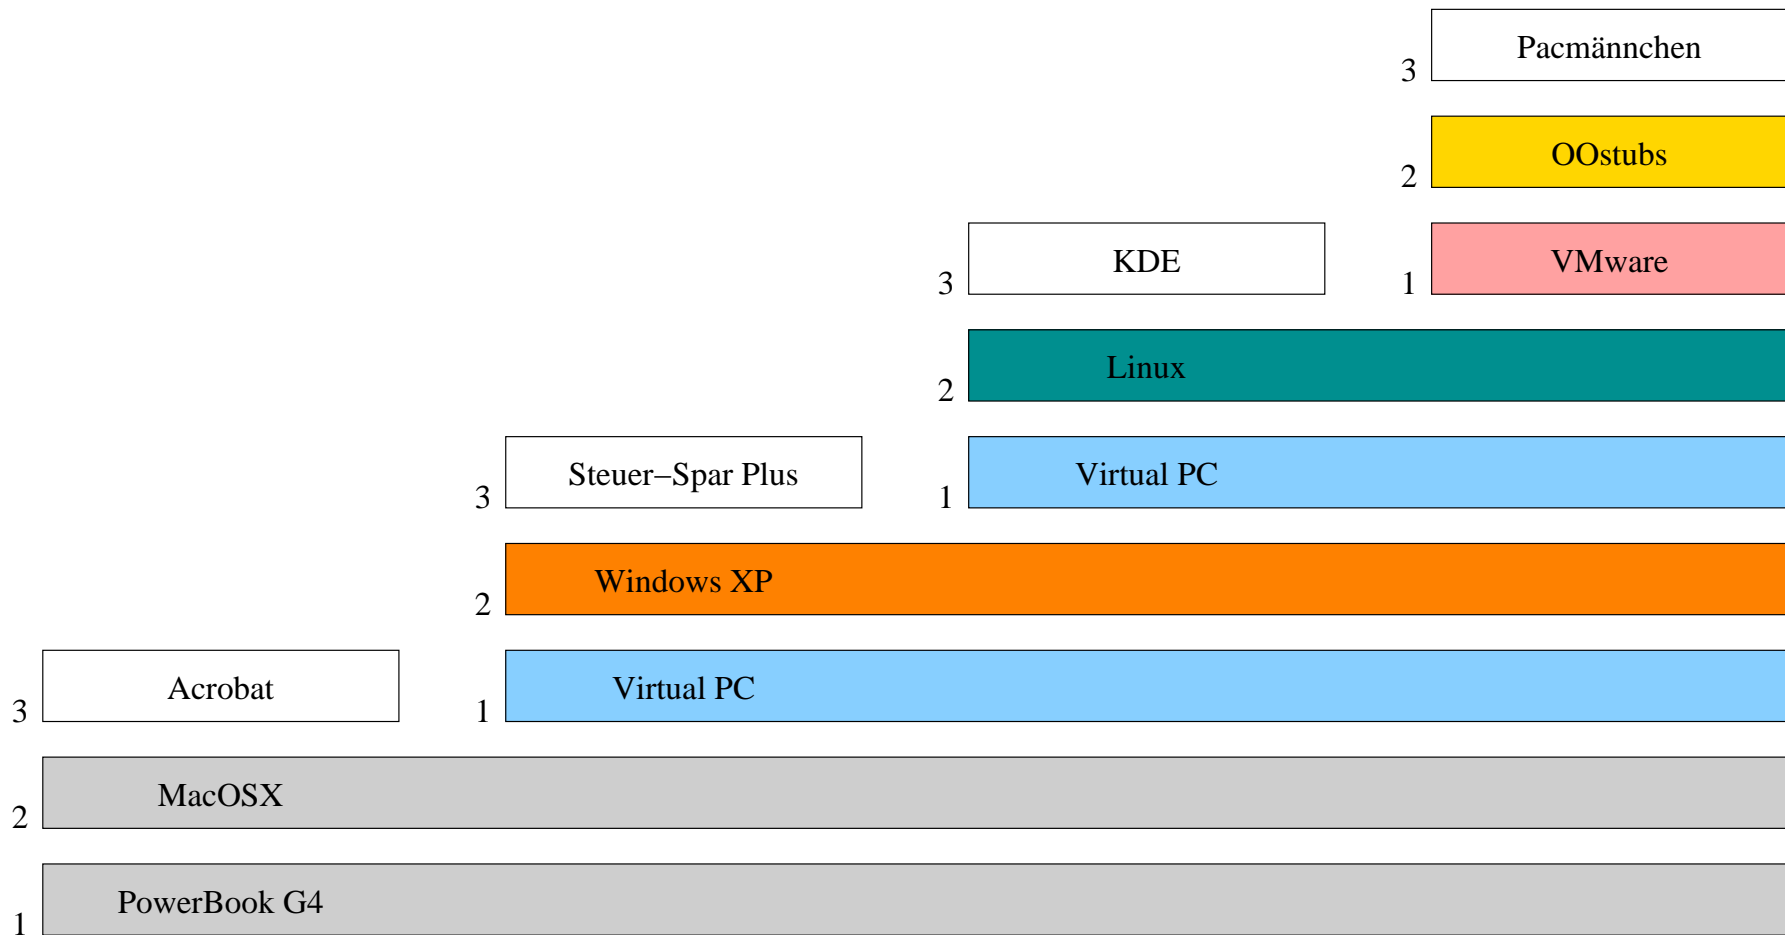 Pacmännchen
3
OOstubs
2
KDE
3
VMware
1
Linux
2
Steuer–Spar Plus
3
Virtual PC
1
Windows XP
2
Acrobat
3
Virtual PC
1
MacOSX
2
PowerBook G4
1